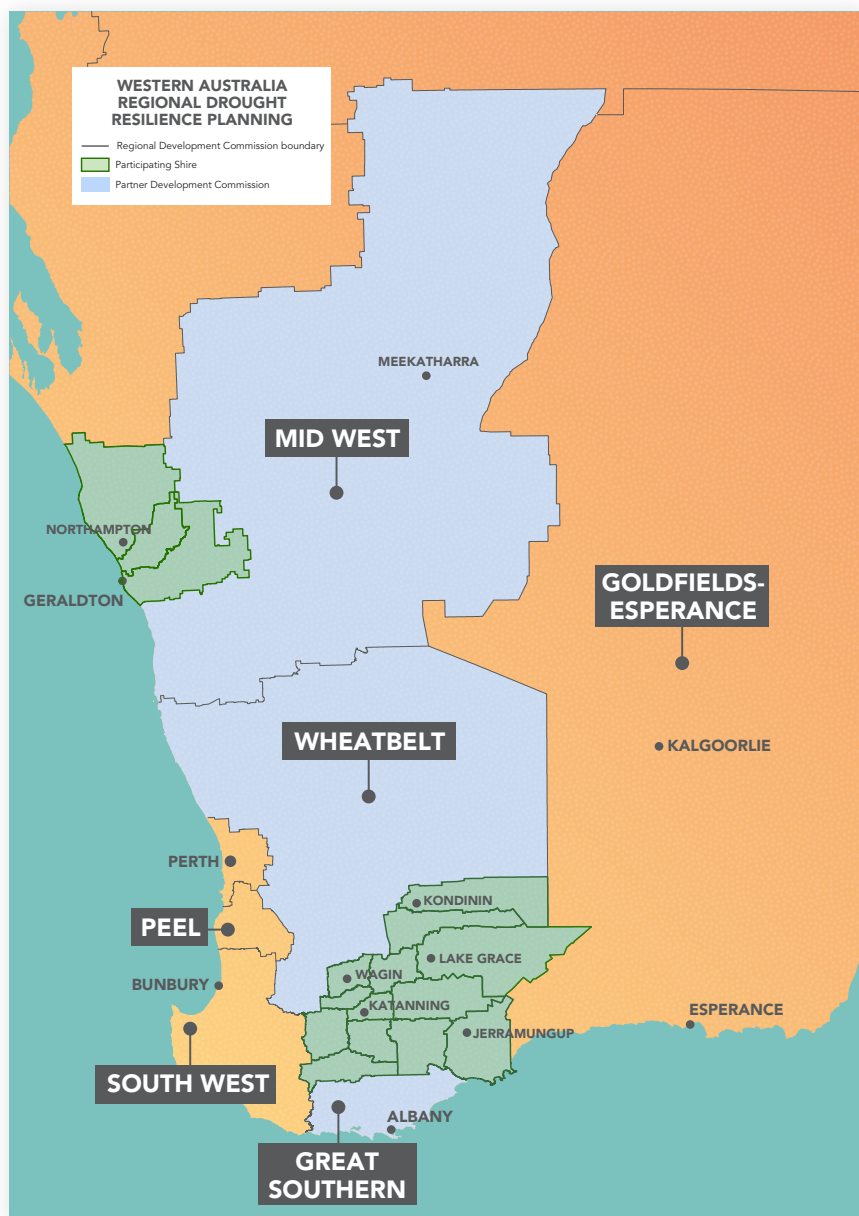 WESTERN AUSTRALIA
REGIONAL DROUGHT
RESILIENCE PLANNING
Regional Development Commission boundary
Participating Shire
Partner Development Commission
MEEKATHARRA
MID WEST
NORTHAMPTON
GERALDTON
GOLDFIELDS-
ESPERANCE
WHEATBELT
KALGOORLIE
PERTH
KONDININ
PEEL
LAKE GRACE
WAGIN
BUNBURY
KATANNING
ESPERANCE
JERRAMUNGUP
SOUTH WEST
ALBANY
GREAT
SOUTHERN